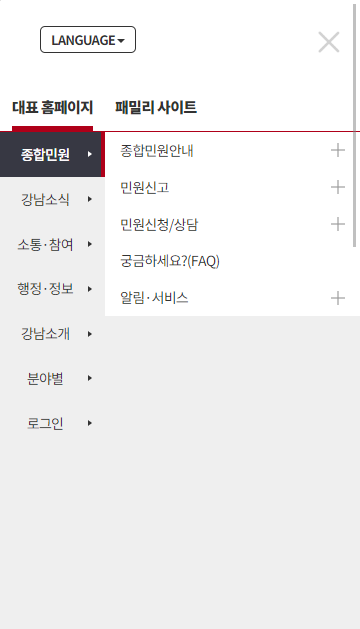 LANGUAGE
대표 홈페이지 패밀리 사이트
종합민원
강남소식
소통·참여
행정·정보
강남소개
분야별
로그인
종합민원안내
민원신고
민원신청/상담
궁금하세요?(FAQ)
알림·서비스